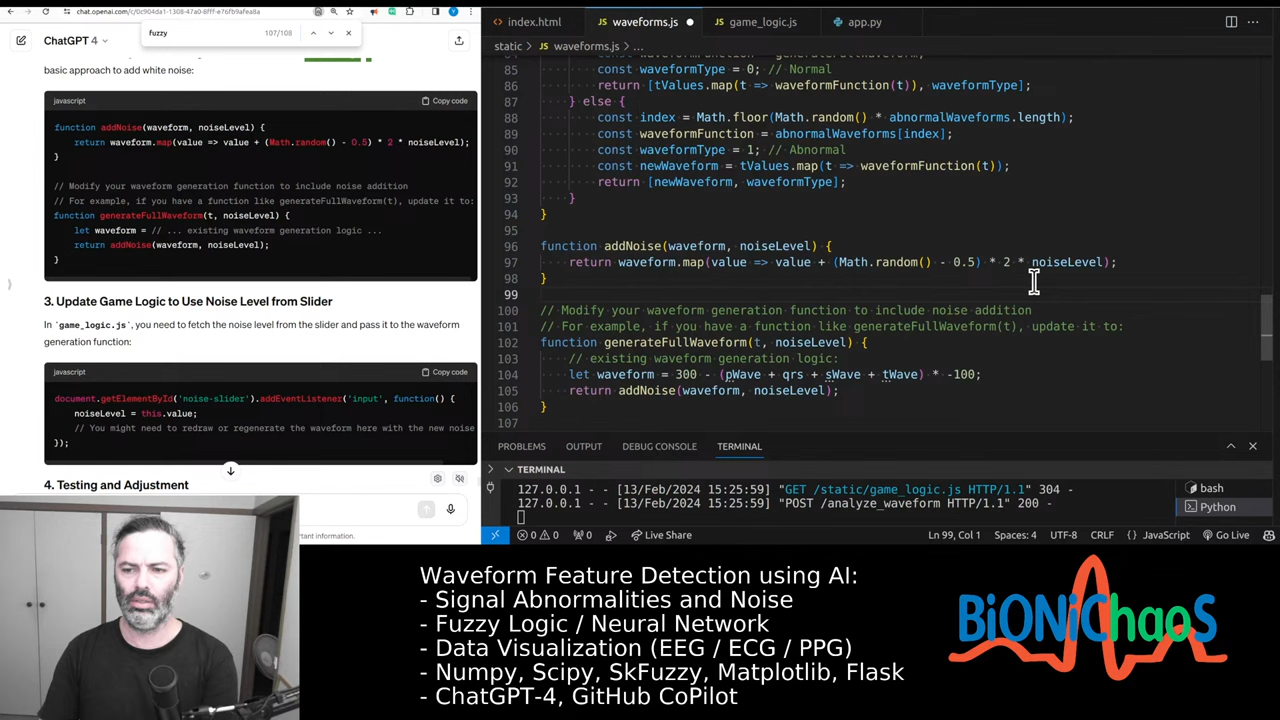 chat.openai.com/c/0c904da1-1308-47a0-8fff-e76fb9afea8a
fuzzy
107/108
ChatGPT 4
basic approach to add white noise:
javascript
Copy code
function addNoise(waveform, noiseLevel) {
return waveform.map(value => value + (Math.random() - 0.5) * 2 * noiseLevel);
}
// Modify your waveform generation function to include noise addition
// For example, if you have a function like generateFullWaveform(t), update it to:
function generateFullWaveform(t, noiseLevel) {
let waveform = // ... existing waveform generation logic ...
return addNoise(waveform, noiseLevel);
}
3. Update Game Logic to Use Noise Level from Slider
In `game_logic.js`, you need to fetch the noise level from the slider and pass it to the waveform
generation function:
javascript
Copy code
document.getElementById('noise-slider').addEventListener('input', function() {
noiseLevel = this.value;
// You might need to redraw or regenerate the waveform here with the new noise
});
4. Testing and Adjustment
rtant information.
index.html
waveforms.js
game_logic.js
app.py
static > JS waveforms.js > ...
85 const waveformType = 0; // Normal
86 return [tValues.map(t => waveformFunction(t)), waveformType];
87 } else {
88 const index = Math.floor(Math.random() * abnormalWaveforms.length);
89 const waveformFunction = abnormalWaveforms[index];
90 const waveformType = 1; // Abnormal
91 const newWaveform = tValues.map(t => waveformFunction(t));
92 return [newWaveform, waveformType];
93 }
94 }
95
96 function addNoise(waveform, noiseLevel) {
97 return waveform.map(value => value + (Math.random() - 0.5) * 2 * noiseLevel);
98 }
99
100 // Modify your waveform generation function to include noise addition
101 // For example, if you have a function like generateFullWaveform(t), update it to:
102 function generateFullWaveform(t, noiseLevel) {
103 // existing waveform generation logic:
104 let waveform = 300 - (pWave + qrs + sWave + tWave) * -100;
105 return addNoise(waveform, noiseLevel);
106 }
107
PROBLEMS OUTPUT DEBUG CONSOLE TERMINAL
TERMINAL
127.0.0.1 - - [13/Feb/2024 15:25:59] "GET /static/game_logic.js HTTP/1.1" 304 -
127.0.0.1 - - [13/Feb/2024 15:25:59] "POST /analyze_waveform HTTP/1.1" 200 -
bash
Python
0 0 0 Live Share Ln 99, Col 1 Spaces: 4 UTF-8 CRLF {} JavaScript Go Live
Waveform Feature Detection using AI:
- Signal Abnormalities and Noise
- Fuzzy Logic / Neural Network
- Data Visualization (EEG / ECG / PPG)
- Numpy, Scipy, SkFuzzy, Matplotlib, Flask
- ChatGPT-4, GitHub CoPilot
BiONiChaoS